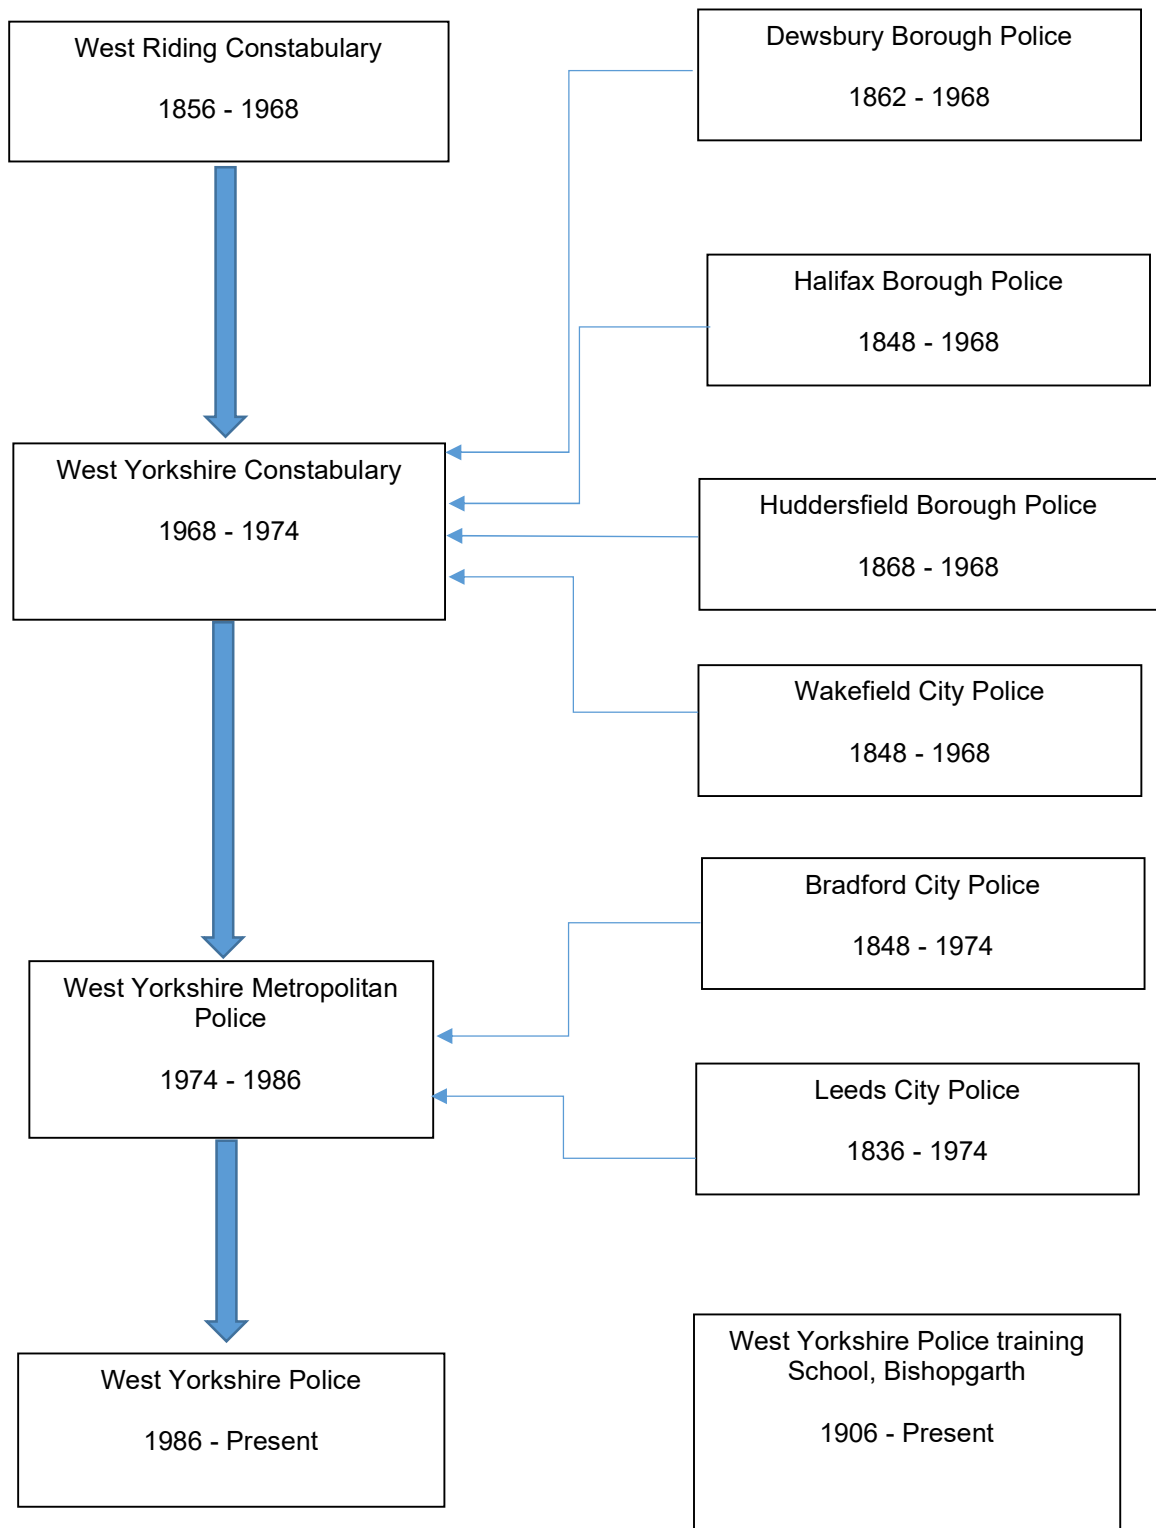 West Riding Constabulary
1856 - 1968
Dewsbury Borough Police
1862 - 1968
Halifax Borough Police
1848 - 1968
West Yorkshire Constabulary
1968 - 1974
Huddersfield Borough Police
1868 - 1968
Wakefield City Police
1848 - 1968
Bradford City Police
1848 - 1974
West Yorkshire Metropolitan
Police
1974 - 1986
Leeds City Police
1836 - 1974
West Yorkshire Police
1986 - Present
West Yorkshire Police training
School, Bishopgarth
1906 - Present